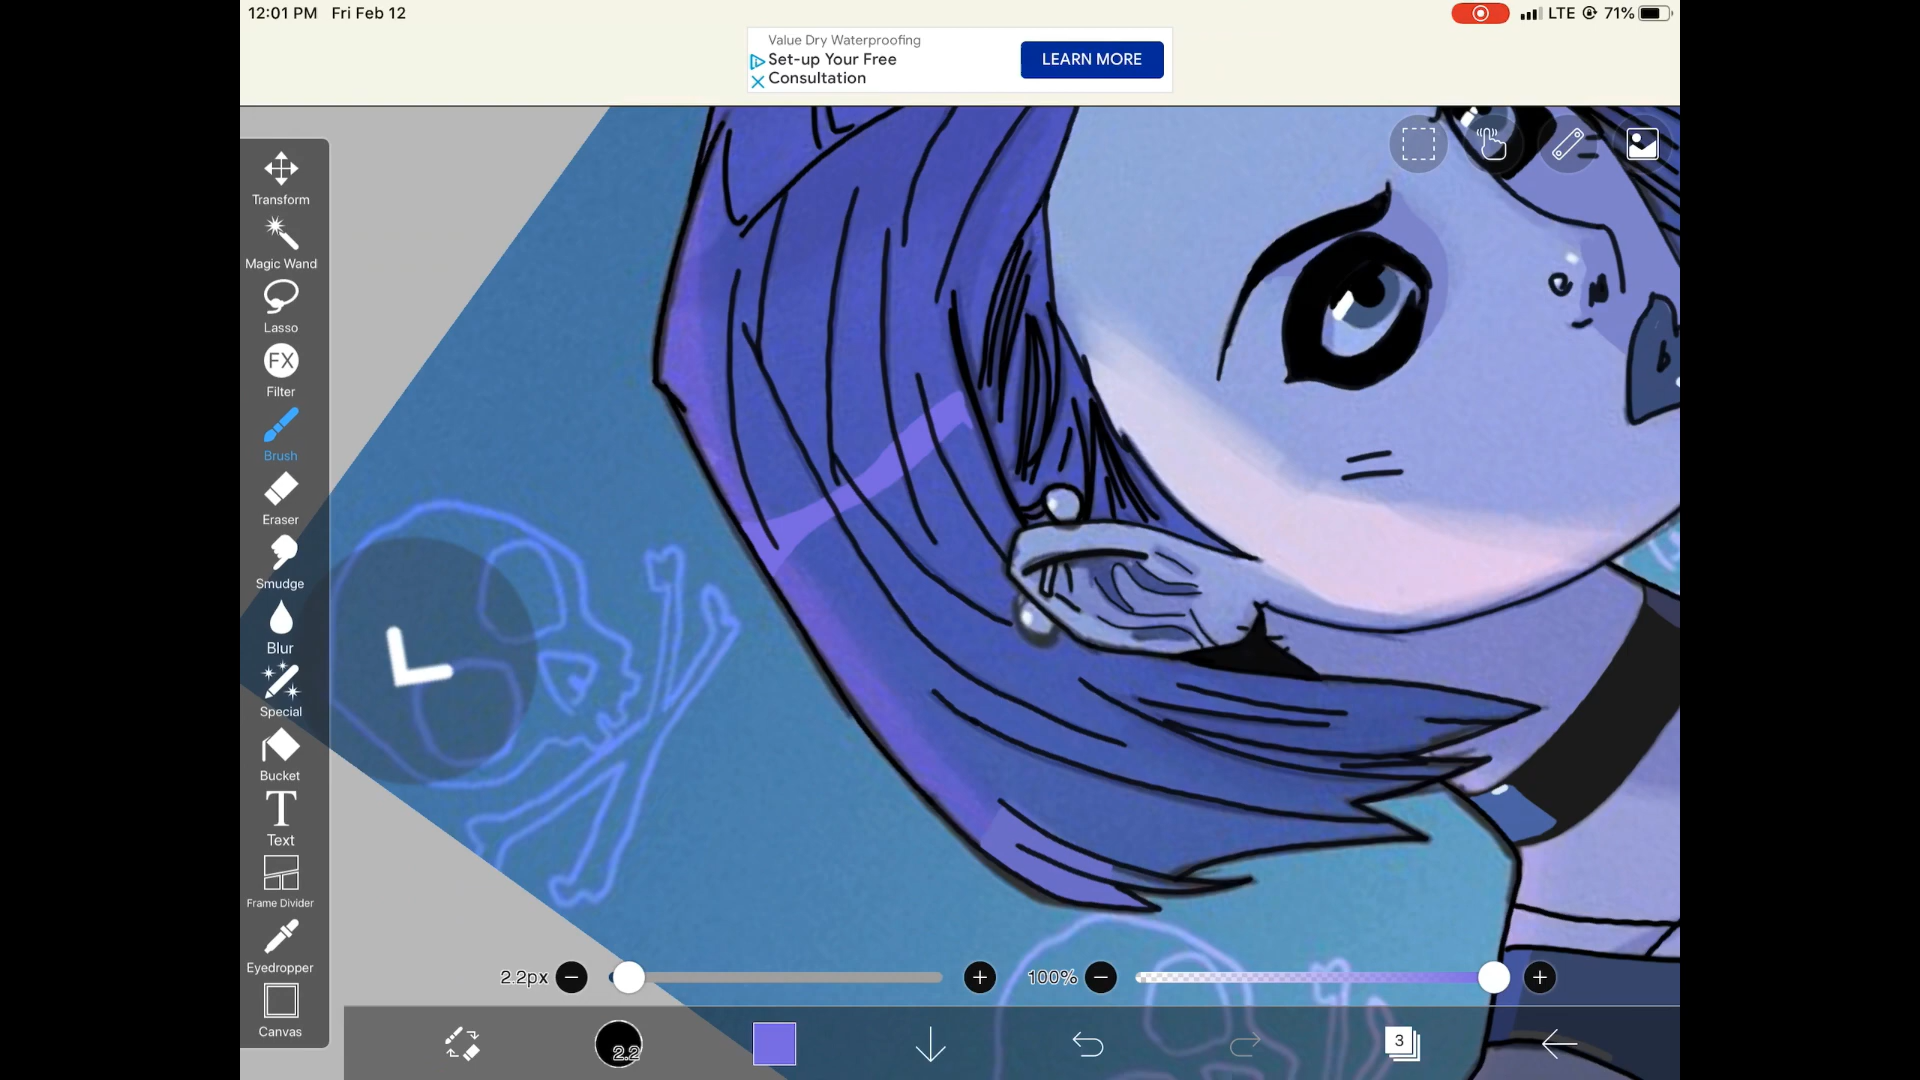 12:01 PM Fri Feb 12
LTE 71%
Value Dry Waterproofing
Set-up Your Free
Consultation
LEARN MORE
Transform
Magic Wand
Lasso
FX
Filter
Brush
Eraser
Smudge
Blur
Special
Bucket
T
Text
Frame Divider
Eyedropper
Canvas
2.2px
100%
2.2
3